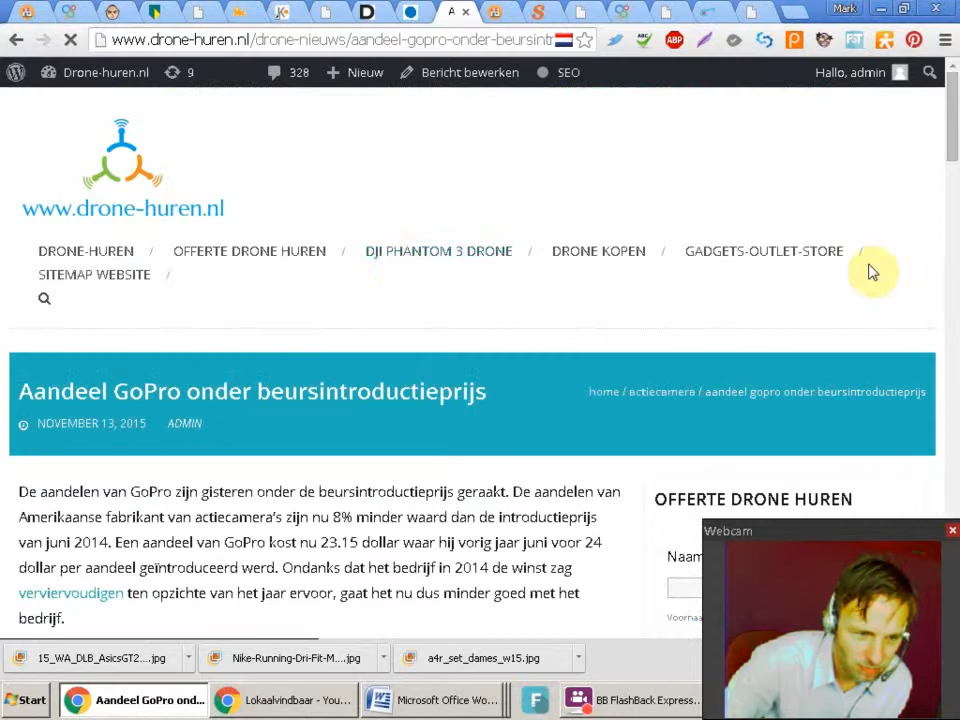 A
Mark
www.drone-huren.nl/drone-nieuws/aandeel-gopro-onder-beursint
Drone-huren.nl
9
328
Nieuw
Bericht bewerken
SEO
Hallo, admin
www.drone-huren.nl
DRONE-HUREN / OFFERTE DRONE HUREN / DJI PHANTOM 3 DRONE / DRONE KOPEN / GADGETS-OUTLET-STORE /
SITEMAP WEBSITE /
Aandeel GoPro onder beursintroductieprijs
home / actiecamera / aandeel gopro onder beursintroductieprijs
NOVEMBER 13, 2015 ADMIN
De aandelen van GoPro zijn gisteren onder de beursintroductieprijs geraakt. De aandelen van
Amerikaanse fabrikant van actiecamera's zijn nu 8% minder waard dan de introductieprijs
van juni 2014. Een aandeel van GoPro kost nu 23.15 dollar waar hij vorig jaar juni voor 24
dollar per aandeel geïntroduceerd werd. Ondanks dat het bedrijf in 2014 de winst zag
verviervoudigen ten opzichte van het jaar ervoor, gaat het nu dus minder goed met het
bedrijf.
OFFERTE DRONE HUREN
Naam
Voorna
Webcam
15_WA_DLB_AsicsGT2....jpg
Nike-Running-Dri-Fit-M....jpg
a4r_set_dames_w15.jpg
Start
Aandeel GoPro ond...
Lokaalvindbaar - You...
Microsoft Office Wo...
F
BB FlashBack Express...